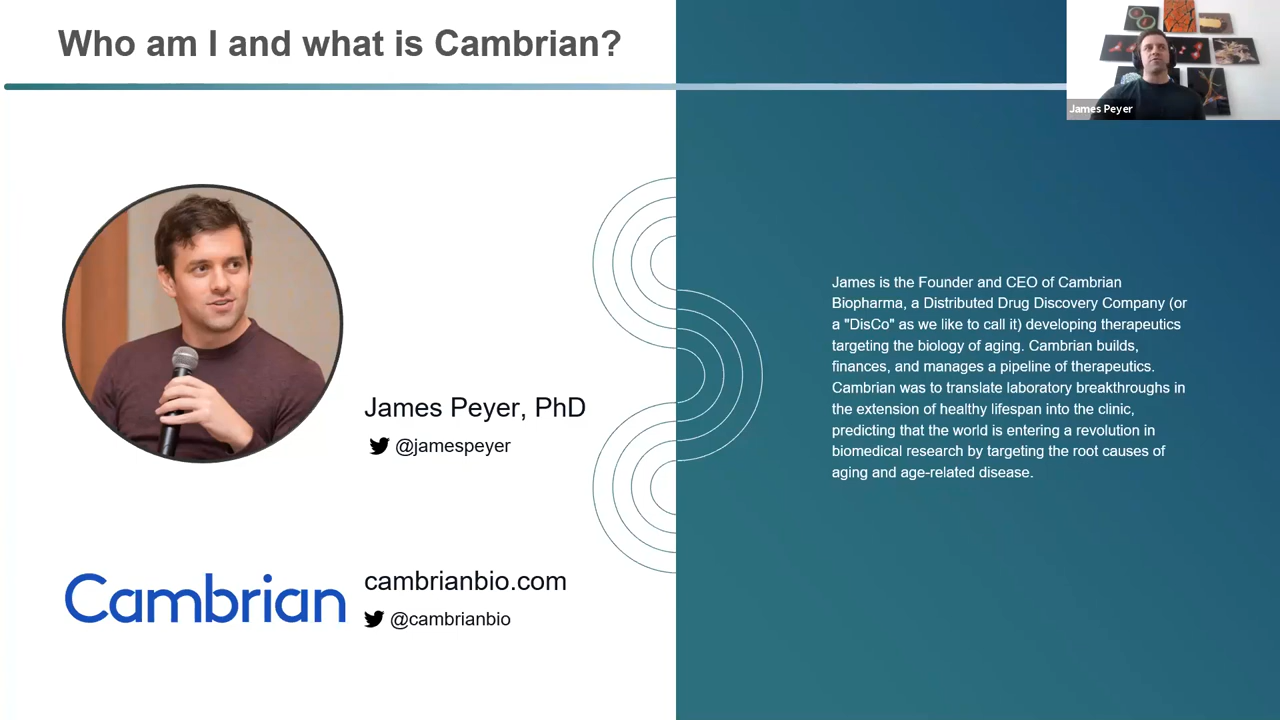 Who am I and what is Cambrian?
James Peyer
James Peyer, PhD
@jamespeyer
Cambrian
cambrianbio.com
@cambrianbio
James is the Founder and CEO of Cambrian
Biopharma, a Distributed Drug Discovery Company (or
a "DisCo" as we like to call it) developing therapeutics
targeting the biology of aging. Cambrian builds,
finances, and manages a pipeline of therapeutics.
Cambrian was to translate laboratory breakthroughs in
the extension of healthy lifespan into the clinic,
predicting that the world is entering a revolution in
biomedical research by targeting the root causes of
aging and age-related disease.